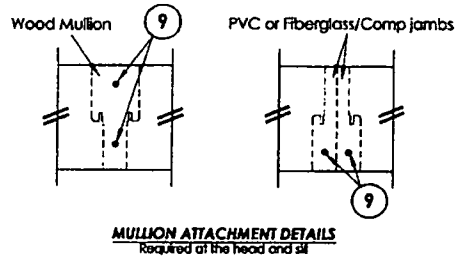 Wood Mullion
9
PVC or Fiberglass/Comp jambs
9
MULLION ATTACHMENT DETAILS
Required at the head and sill